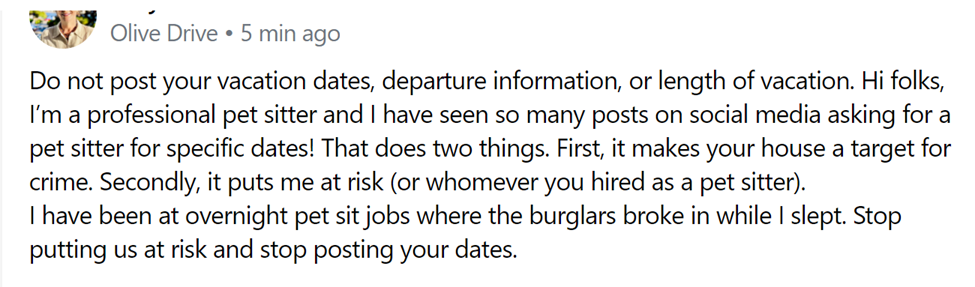 Olive Drive • 5 min ago
Do not post your vacation dates, departure information, or length of vacation. Hi folks,
I’m a professional pet sitter and I have seen so many posts on social media asking for a
pet sitter for specific dates! That does two things. First, it makes your house a target for
crime. Secondly, it puts me at risk (or whomever you hired as a pet sitter).
I have been at overnight pet sit jobs where the burglars broke in while I slept. Stop
putting us at risk and stop posting your dates.